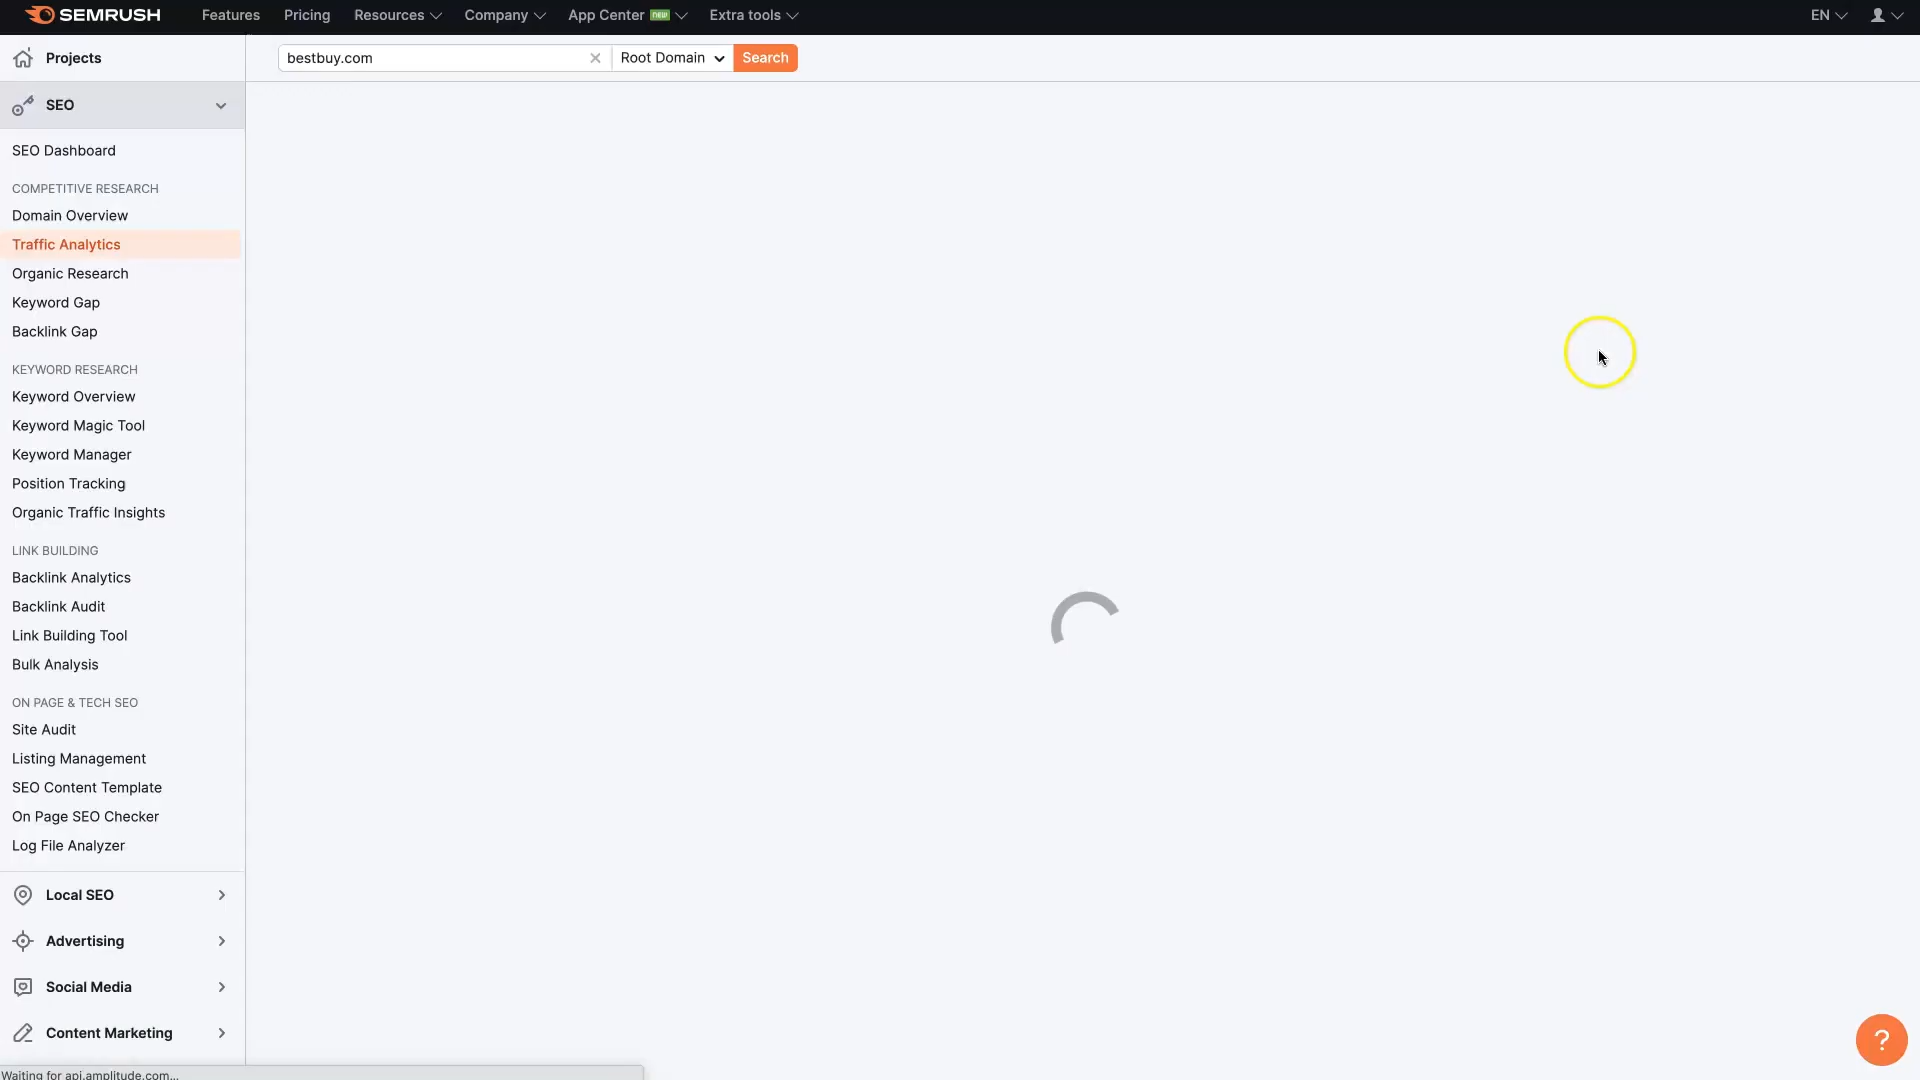 SEMRUSH Features Pricing Resources Company App Center NEW Extra tools EN
Projects
bestbuy.com Root Domain Search
SEO
SEO Dashboard
COMPETITIVE RESEARCH
Domain Overview
Traffic Analytics
Organic Research
Keyword Gap
Backlink Gap
KEYWORD RESEARCH
Keyword Overview
Keyword Magic Tool
Keyword Manager
Position Tracking
Organic Traffic Insights
LINK BUILDING
Backlink Analytics
Backlink Audit
Link Building Tool
Bulk Analysis
ON PAGE & TECH SEO
Site Audit
Listing Management
SEO Content Template
On Page SEO Checker
Log File Analyzer
Local SEO
Advertising
Social Media
Content Marketing
?
Waiting for api.amplitude.com...